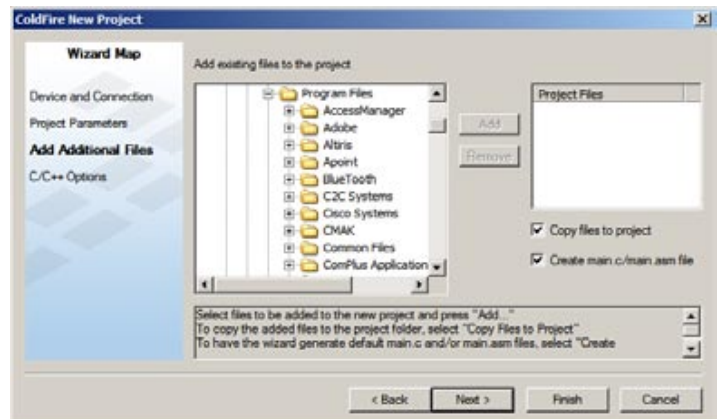 ColdFire New Project
Wizard Map
Device and Connection
Project Parameters
Add Additional Files
C/C++ Options
Add existing files to the project
Program Files
AccessManager
Adobe
Altiris
Apoint
BlueTooth
C2C Systems
Cisco Systems
CMAK
Common Files
ComPlus Application
Add
Remove
Project Files
Copy files to project
Create main.c/main.asm file
Select files to be added to the new project and press "Add..."
To copy the added files to the project folder, select "Copy Files to Project"
To have the wizard generate default main.c and/or main.asm files, select "Create
< Back
Next >
Finish
Cancel